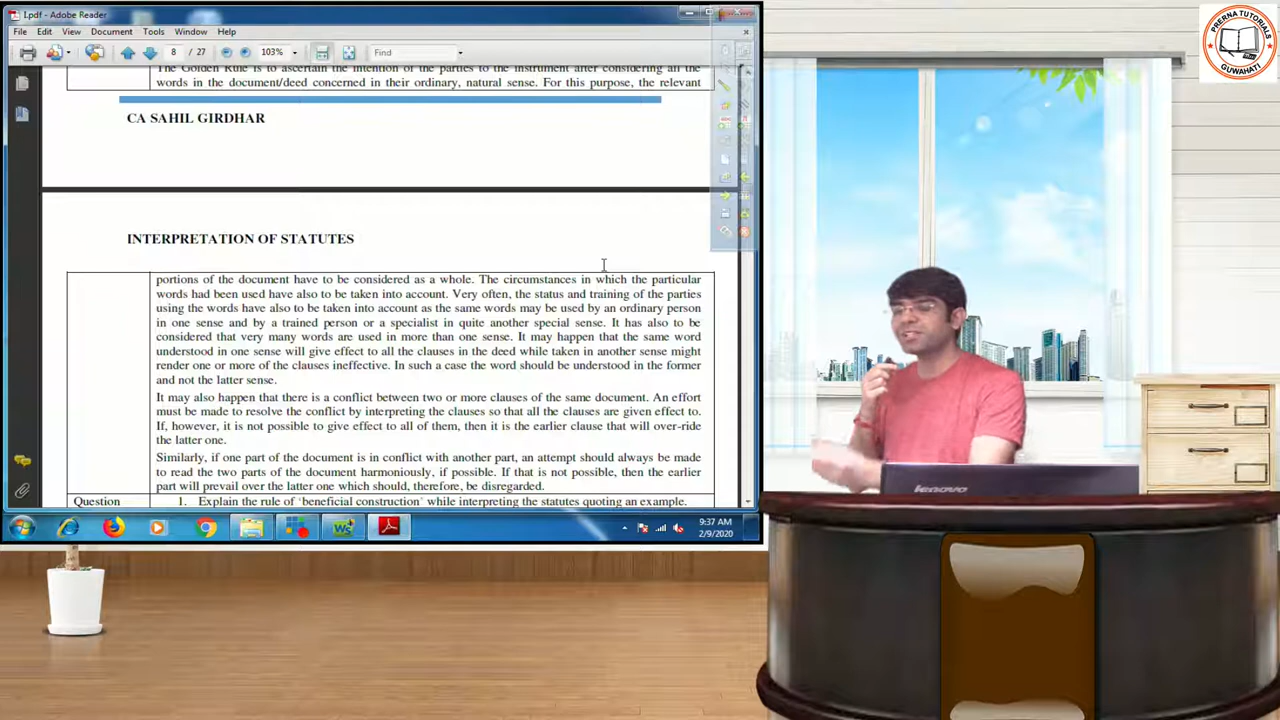 I.pdf - Adobe Reader
File Edit View Document Tools Window Help
8 / 27 103% Find
The Golden Rule is to ascertain the intention of the parties to the instrument after considering all the
words in the document/deed concerned in their ordinary, natural sense. For this purpose, the relevant
CA SAHIL GIRDHAR
INTERPRETATION OF STATUTES
portions of the document have to be considered as a whole. The circumstances in which the particular
words had been used have also to be taken into account. Very often, the status and training of the parties
using the words have also to be taken into account as the same words may be used by an ordinary person
in one sense and by a trained person or a specialist in quite another special sense. It has also to be
considered that very many words are used in more than one sense. It may happen that the same word
understood in one sense will give effect to all the clauses in the deed while taken in another sense might
render one or more of the clauses ineffective. In such a case the word should be understood in the former
and not the latter sense.
It may also happen that there is a conflict between two or more clauses of the same document. An effort
must be made to resolve the conflict by interpreting the clauses so that all the clauses are given effect to.
If, however, it is not possible to give effect to all of them, then it is the earlier clause that will over-ride
the latter one.
Similarly, if one part of the document is in conflict with another part, an attempt should always be made
to read the two parts of the document harmoniously, if possible. If that is not possible, then the earlier
part will prevail over the latter one which should, therefore, be disregarded.
Question 1. Explain the rule of 'beneficial construction' while interpreting the statutes quoting an example.
9:37 AM
2/9/2020
PRERNA TUTORIALS
GUWAHATI
lenovo